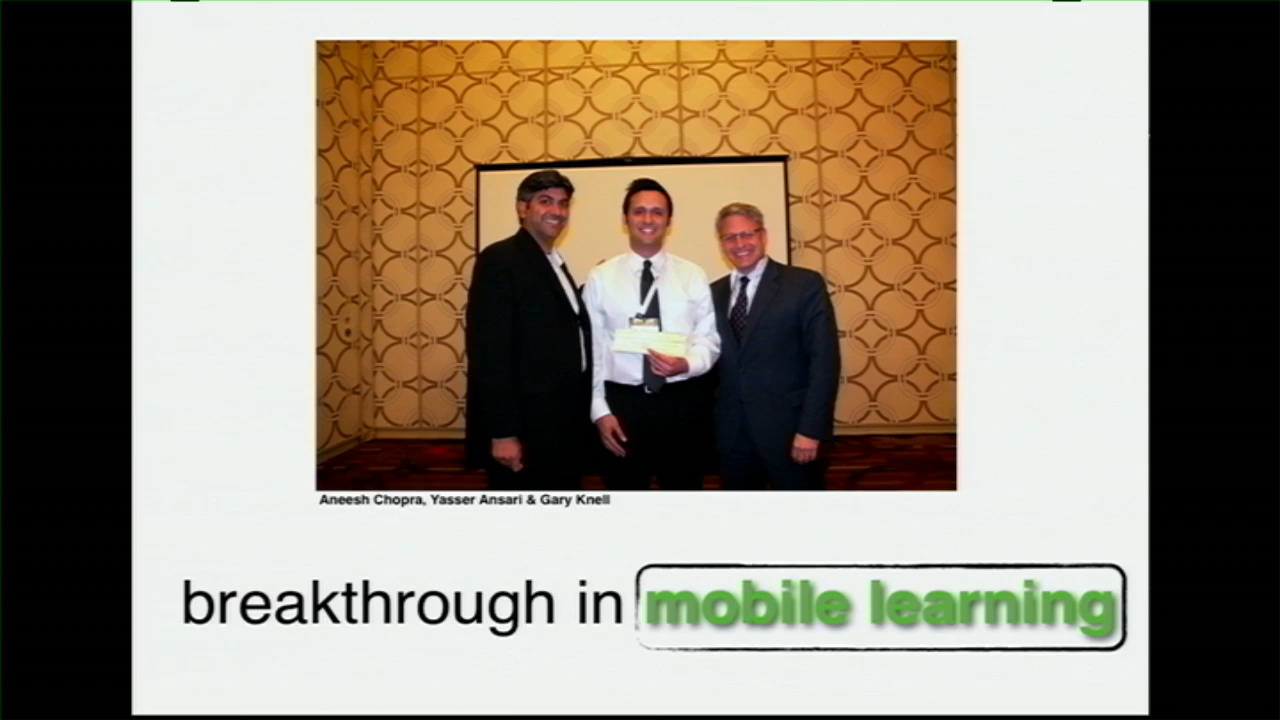 Aneesh Chopra, Yasser Ansari & Gary Knell
breakthrough in mobile learning